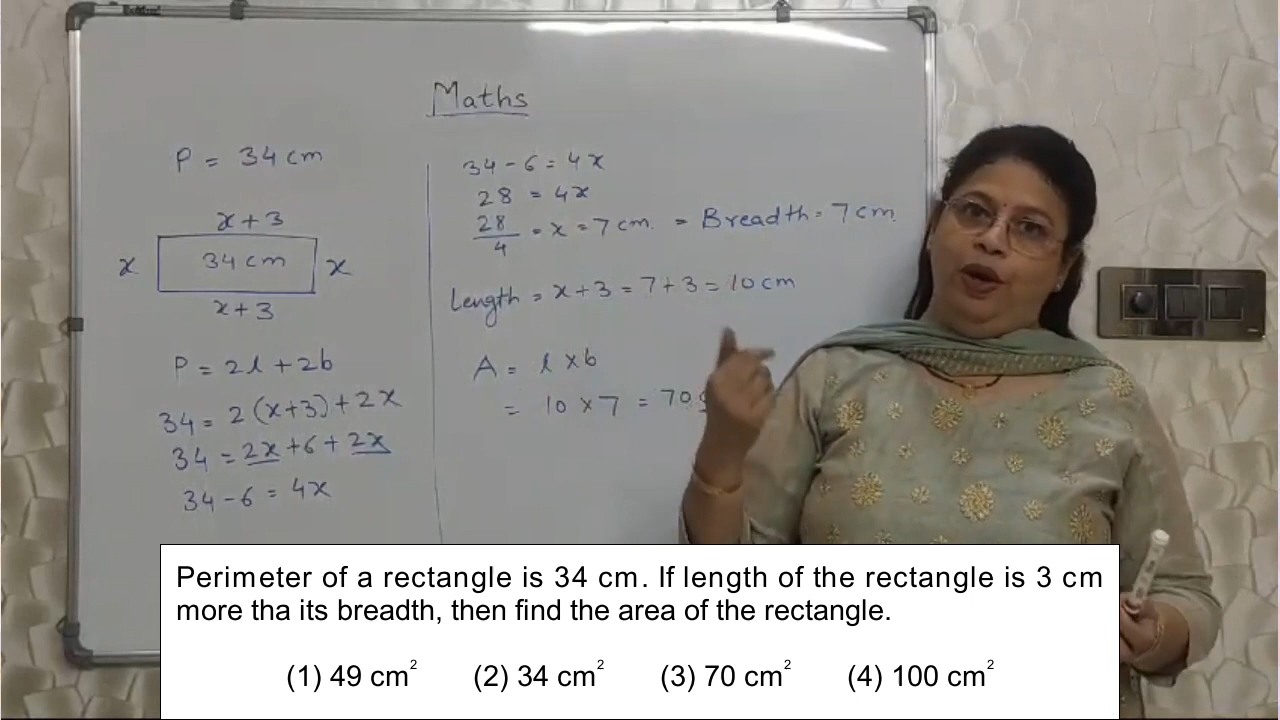 Maths
P = 34 cm
x + 3
x 34 cm x
x + 3
P = 2l + 2b
34 = 2(x+3) + 2x
34 = 2x + 6 + 2x
34 - 6 = 4x
34 - 6 = 4x
28 = 4x
28/4 = x = 7 cm. = Breadth = 7 cm.
Length = x + 3 = 7 + 3 = 10 cm
A = l × b
= 10 × 7 = 70
Perimeter of a rectangle is 34 cm. If length of the rectangle is 3 cm
more tha its breadth, then find the area of the rectangle.
(1) 49 cm² (2) 34 cm² (3) 70 cm² (4) 100 cm²